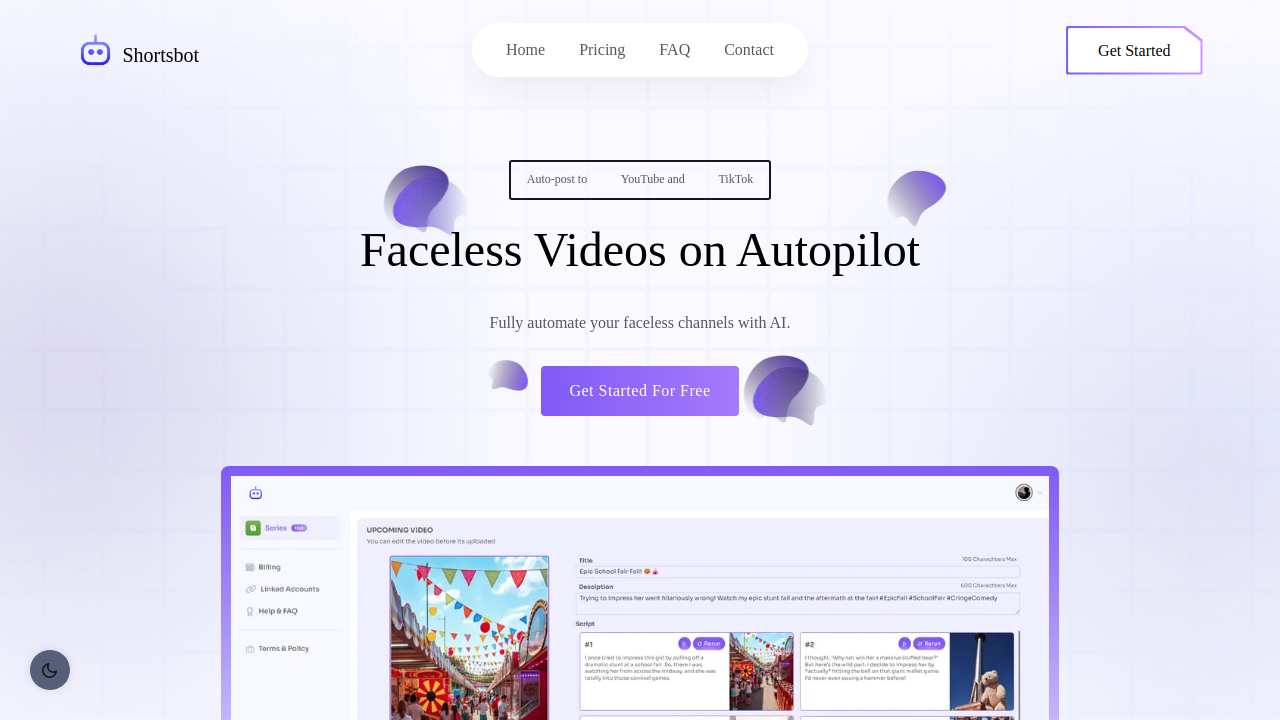 Shortsbot
Home
Pricing
FAQ
Contact
Get Started
Auto-post to YouTube and TikTok
Faceless Videos on Autopilot
Fully automate your faceless channels with AI.
Get Started For Free
Series
Hot
Billing
Linked Accounts
Help & FAQ
Terms & Policy
UPCOMING VIDEO
You can edit the video before its uploaded
Title
100 Charachters Max
Epic School Fair Fail!
Desciption
600 Charachters Max
Trying to impress her went hilariously wrong! Watch my epic stunt fail and the aftermath at the fair! #EpicFail #SchoolFair #CringeComedy
Script
#1
Rerun
I once tried to impress this girl by pulling off a
dramatic stunt at a school fair. So, there I was,
watching her from across the midway, and she was
totally into those carnival games.
#2
Rerun
I thought, 'Why not win her a massive stuffed bear?'
But here's the wild part: I decide to impress her by
*actually* hitting the bell on that giant mallet game.
I'd never even swung a hammer before!